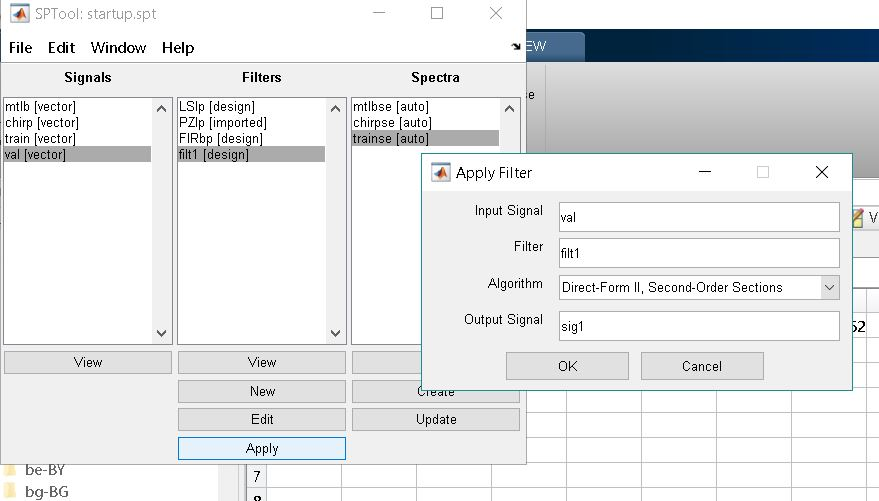 SPTool: startup.spt
File Edit Window Help
EW
Signals
mtlb [vector]
chirp [vector]
train [vector]
val [vector]
View
Filters
LSlp [design]
PZlp [imported]
FIRbp [design]
filt1 [design]
View
New
Edit
Apply
Spectra
mtlbse [auto]
chirpse [auto]
trainse [auto]
Create
Update
Apply Filter
Input Signal val
Filter filt1
Algorithm Direct-Form II, Second-Order Sections
Output Signal sig1
OK Cancel
e
V
52
be-BY
bg-BG
7